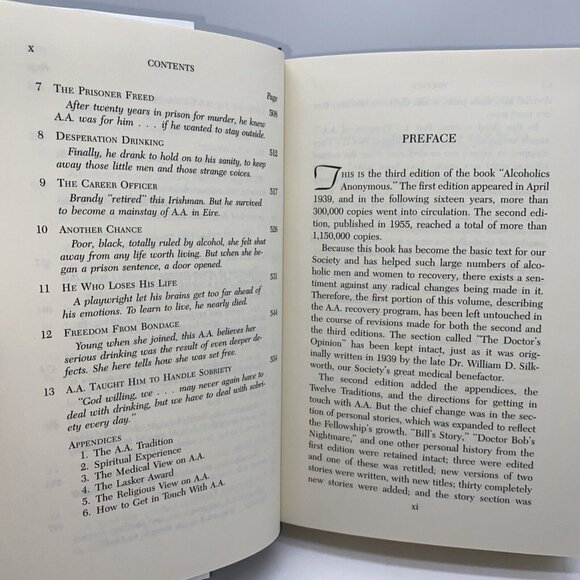 x
CONTENTS
Page
7 THE PRISONER FREED 508
After twenty years in prison for murder, he knew
A.A. was for him . . . if he wanted to stay outside.
8 DESPERATION DRINKING 512
Finally, he drank to hold on to his sanity, to keep
away those little men and those strange voices.
9 THE CAREER OFFICER 517
Brandy "retired" this Irishman. But he survived
to become a mainstay of A.A. in Eire.
10 ANOTHER CHANCE 526
Poor, black, totally ruled by alcohol, she felt shut
away from any life worth living. But when she be-
gan a prison sentence, a door opened.
11 HE WHO LOSES HIS LIFE 531
A playwright let his brains get too far ahead of
his emotions. To learn to live, he nearly died.
12 FREEDOM FROM BONDAGE 544
Young when she joined, this A.A. believes her
serious drinking was the result of even deeper de-
fects. She here tells how she was set free.
13 A.A. TAUGHT HIM TO HANDLE SOBRIETY 554
"God willing, we . . . may never again have to
deal with drinking, but we have to deal with sobri-
ety every day."
APPENDICES
1. The A.A. Tradition
2. Spiritual Experience
3. The Medical View on A.A.
4. The Lasker Award
5. The Religious View on A.A.
6. How to Get in Touch With A.A.
PREFACE
THIS IS the third edition of the book "Alcoholics
Anonymous." The first edition appeared in April
1939, and in the following sixteen years, more than
300,000 copies went into circulation. The second edi-
tion, published in 1955, reached a total of more than
1,150,000 copies.
Because this book has become the basic text for our
Society and has helped such large numbers of alco-
holic men and women to recovery, there exists a sen-
timent against any radical changes being made in it.
Therefore, the first portion of this volume, describing
the A.A. recovery program, has been left untouched in
the course of revisions made for both the second and
the third editions. The section called "The Doctor's
Opinion" has been kept intact, just as it was orig-
inally written in 1939 by the late Dr. William D. Silk-
worth, our Society's great medical benefactor.
The second edition added the appendices, the
Twelve Traditions, and the directions for getting in
touch with A.A. But the chief change was in the sec-
tion of personal stories, which was expanded to reflect
the Fellowship's growth. "Bill's Story," "Doctor Bob's
Nightmare," and one other personal history from the
first edition were retained intact; three were edited
and one of these was retitled; new versions of two
stories were written, with new titles; thirty completely
new stories were added; and the story section was
xi